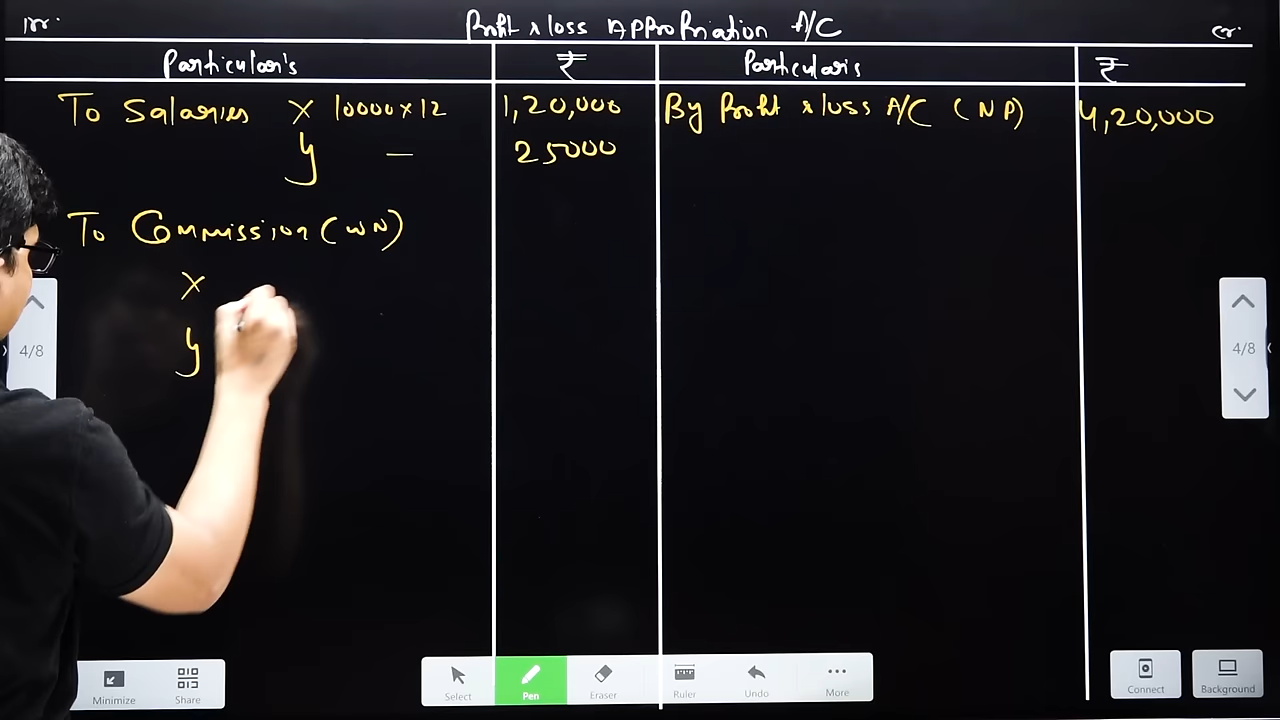 Dr. Profit & loss Appropriation A/C Cr.
Particular's ₹ Particulars ₹
To Salaries X 10000×12 1,20,000 By Profit & loss A/C (NP) 4,20,000
y — 25000
To Commission (WN)
X
y
4/8
4/8
Minimize Share Select Pen Eraser Ruler Undo More Connect Background